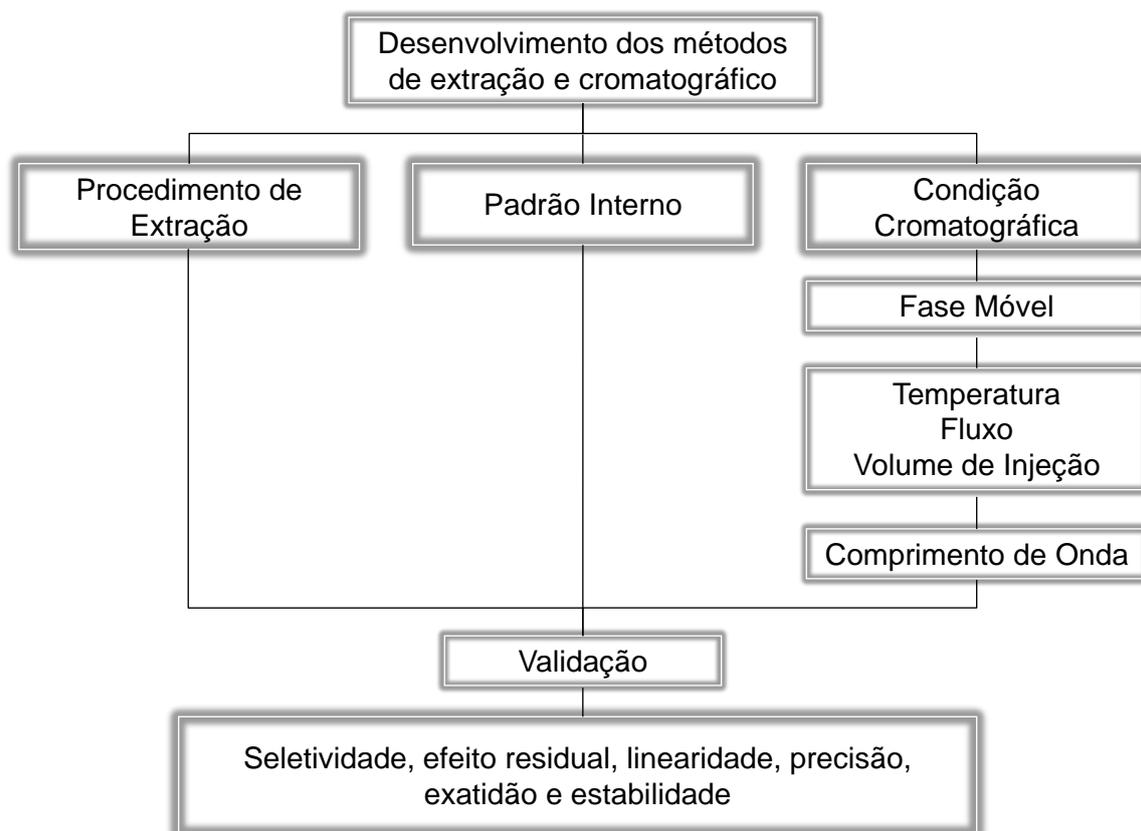 Desenvolvimento dos métodos
de extração e cromatográfico
Procedimento de
Extração
Padrão Interno
Condição
Cromatográfica
Fase Móvel
Temperatura
Fluxo
Volume de Injeção
Comprimento de Onda
Validação
Seletividade, efeito residual, linearidade, precisão,
exatidão e estabilidade